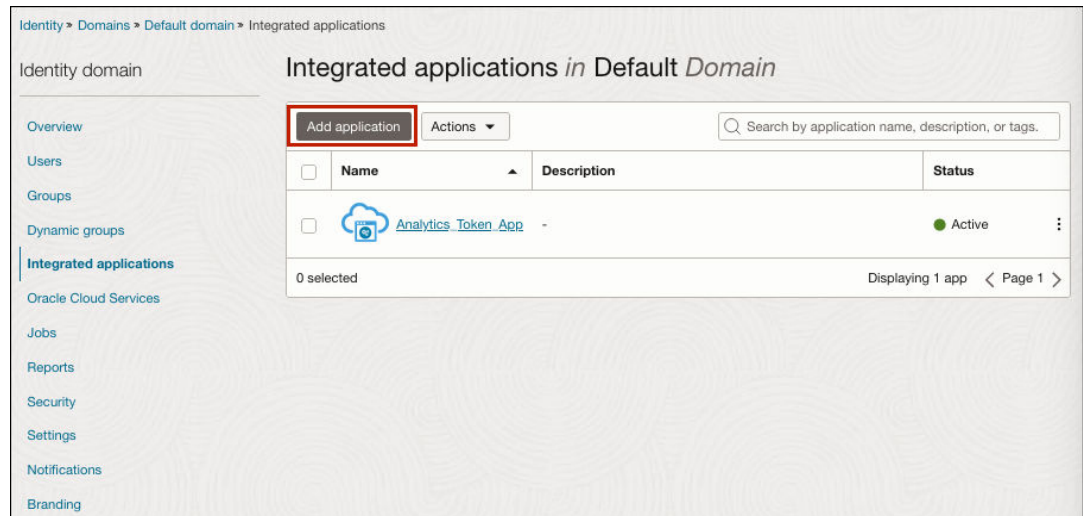 Identity » Domains » Default domain » Integrated applications
Identity domain
Overview
Users
Groups
Dynamic groups
Integrated applications
Oracle Cloud Services
Jobs
Reports
Security
Settings
Notifications
Branding
Integrated applications in Default Domain
Add application Actions Search by application name, description, or tags.
Name Description Status
Analytics_Token_App - Active
0 selected Displaying 1 app Page 1